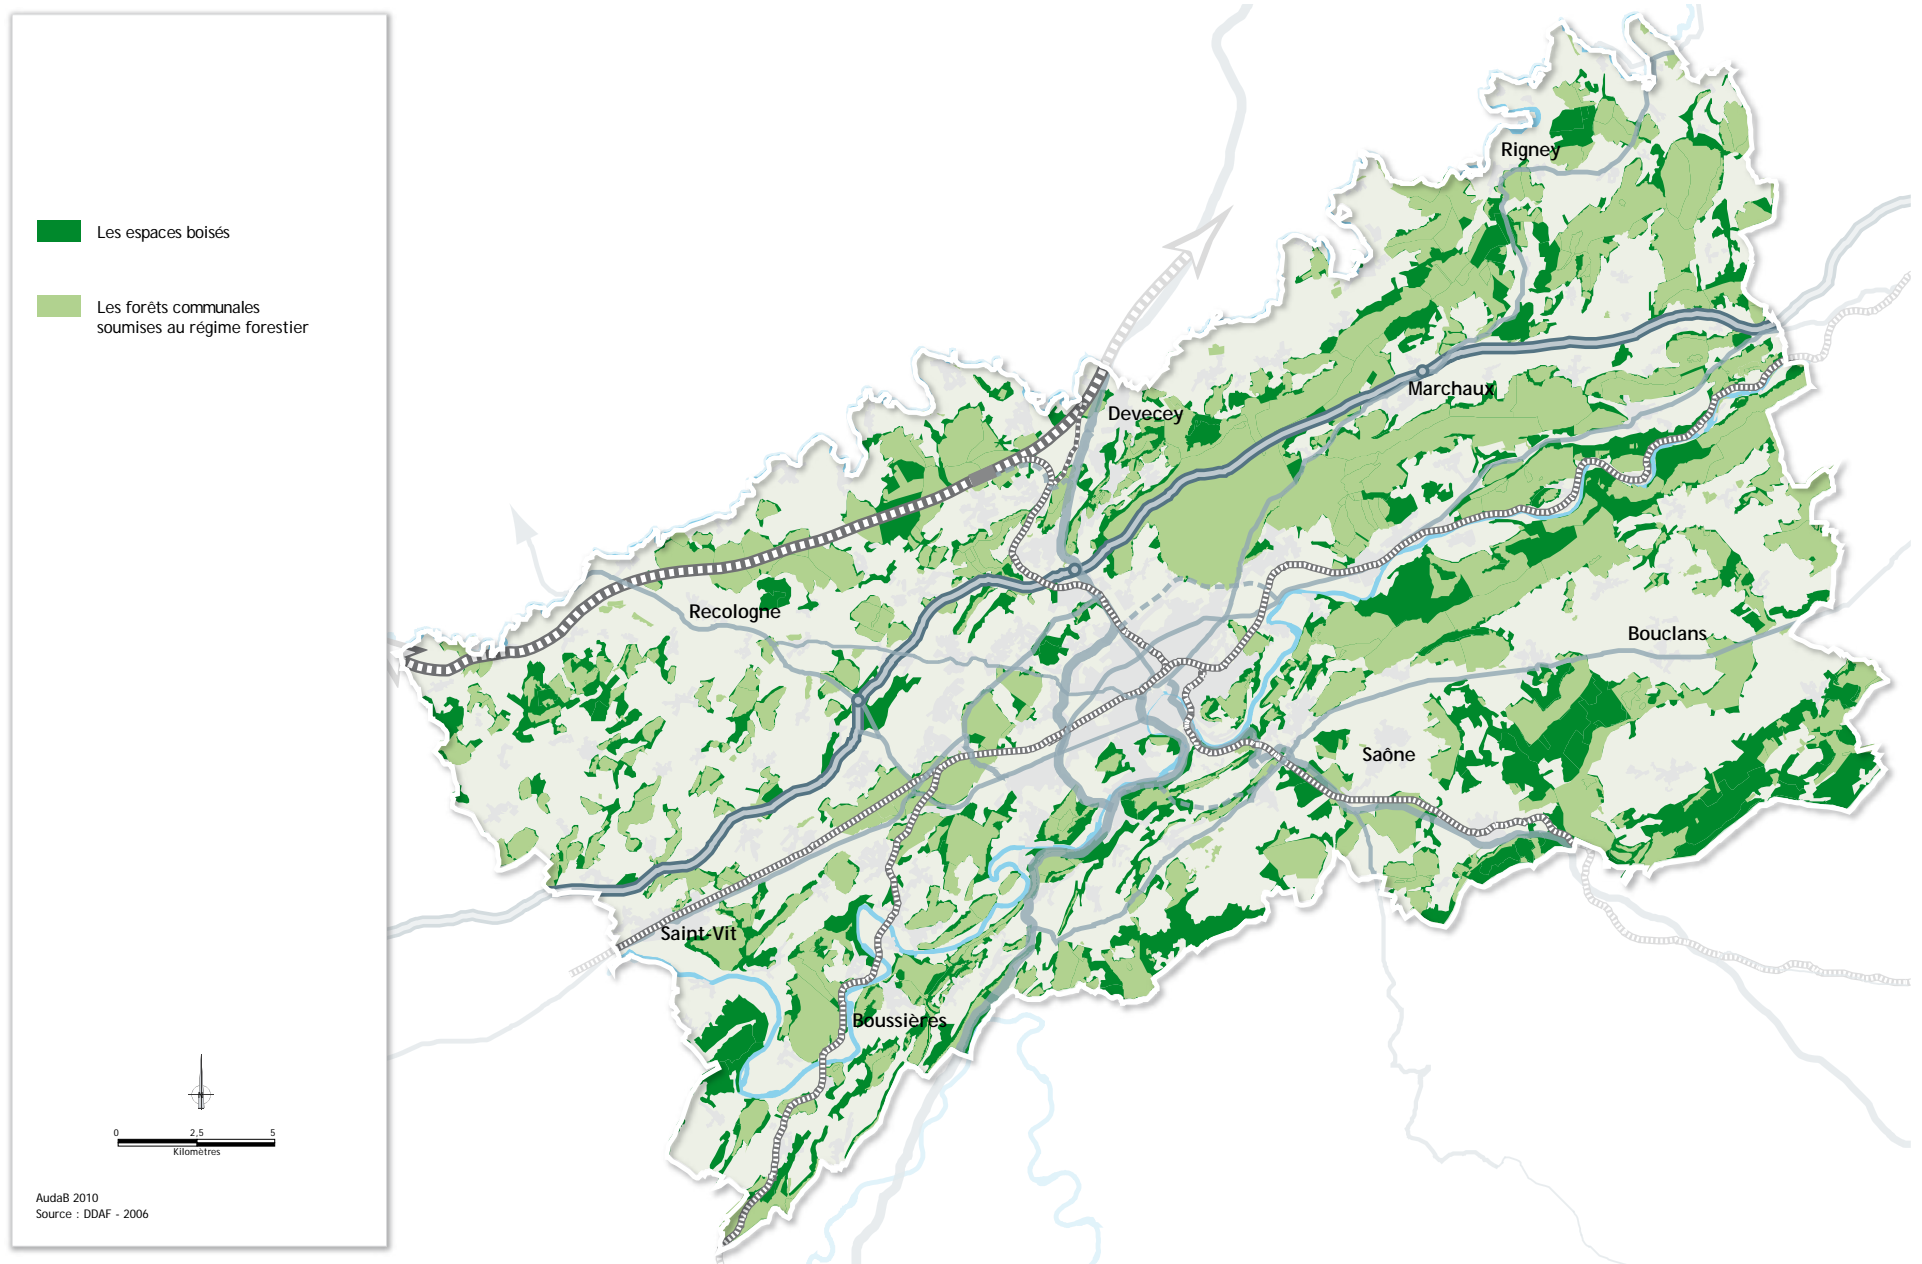 Les espaces boisés
Les forêts communales
soumises au régime forestier
N
0 2,5 5
Kilomètres
AudaB 2010
Source : DDAF - 2006
Rigney
Marchaux
Devecey
Recologne
Bouclans
Saône
Saint-Vit
Boussières